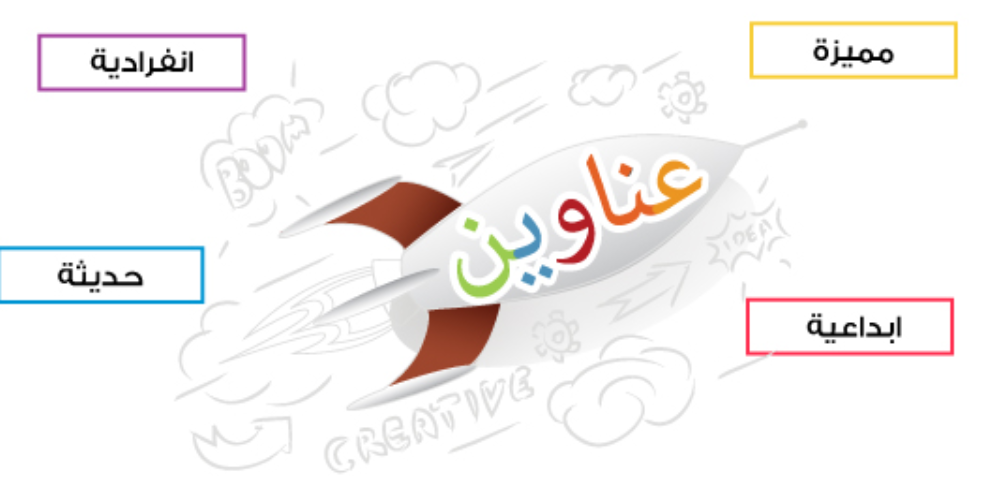 مميزة
انفرادية
BOOM
عناوين
IDEA!
حديثة
ابداعية
CREATIVE